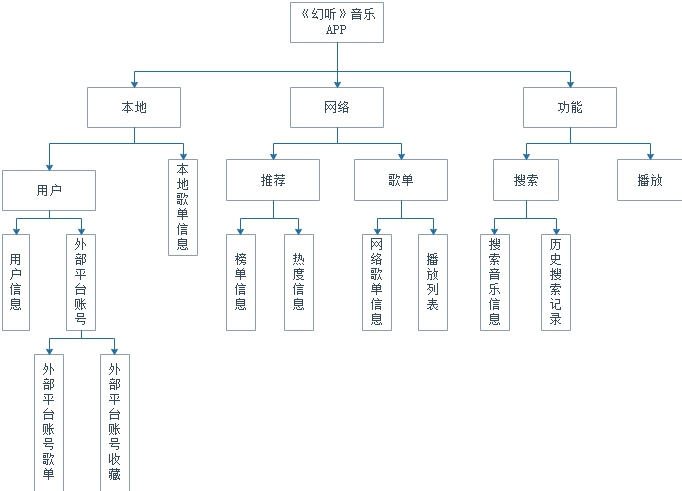 《幻听》音乐
APP
本地
网络
功能
用户
本地歌单信息
推荐
歌单
搜索
播放
用户信息
外部平台账号
榜单信息
热度信息
网络歌单信息
播放列表
搜索音乐信息
历史搜索记录
外部平台账号歌单
外部平台账号收藏